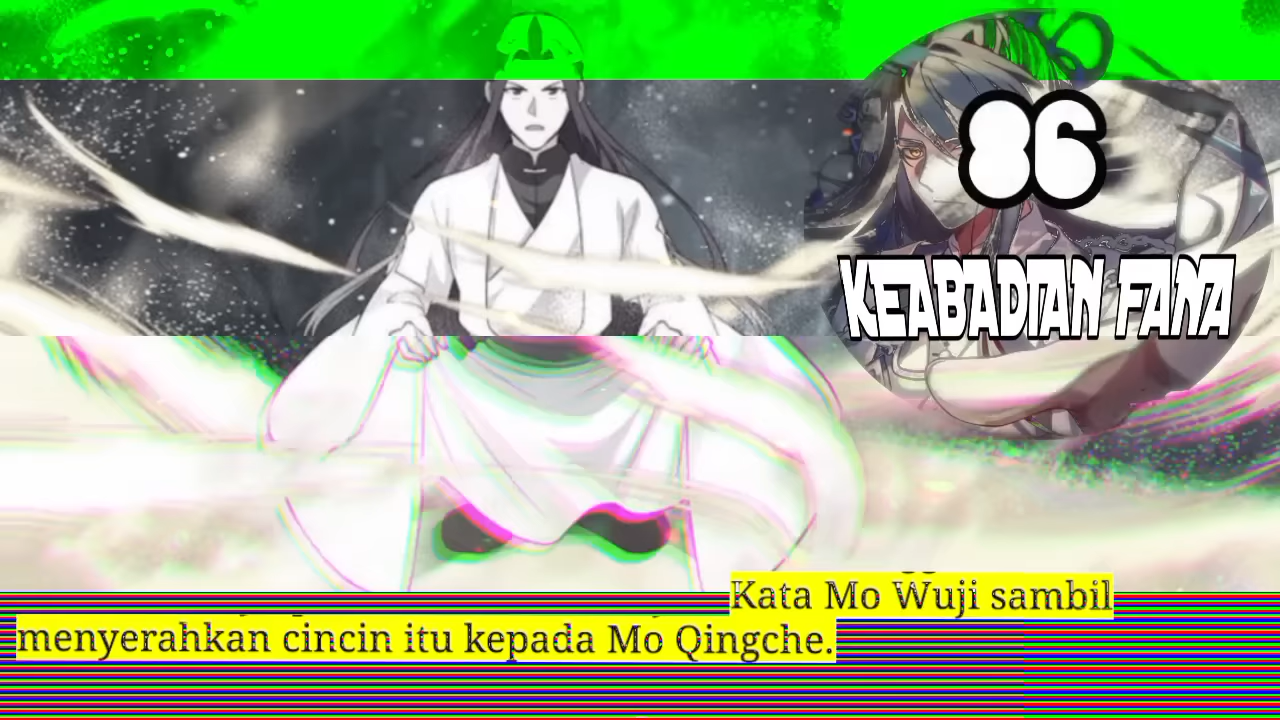 86
KEABADIAN FANA
Kata Mo Wuji sambil
menyerahkan cincin itu kepada Mo Qingche.